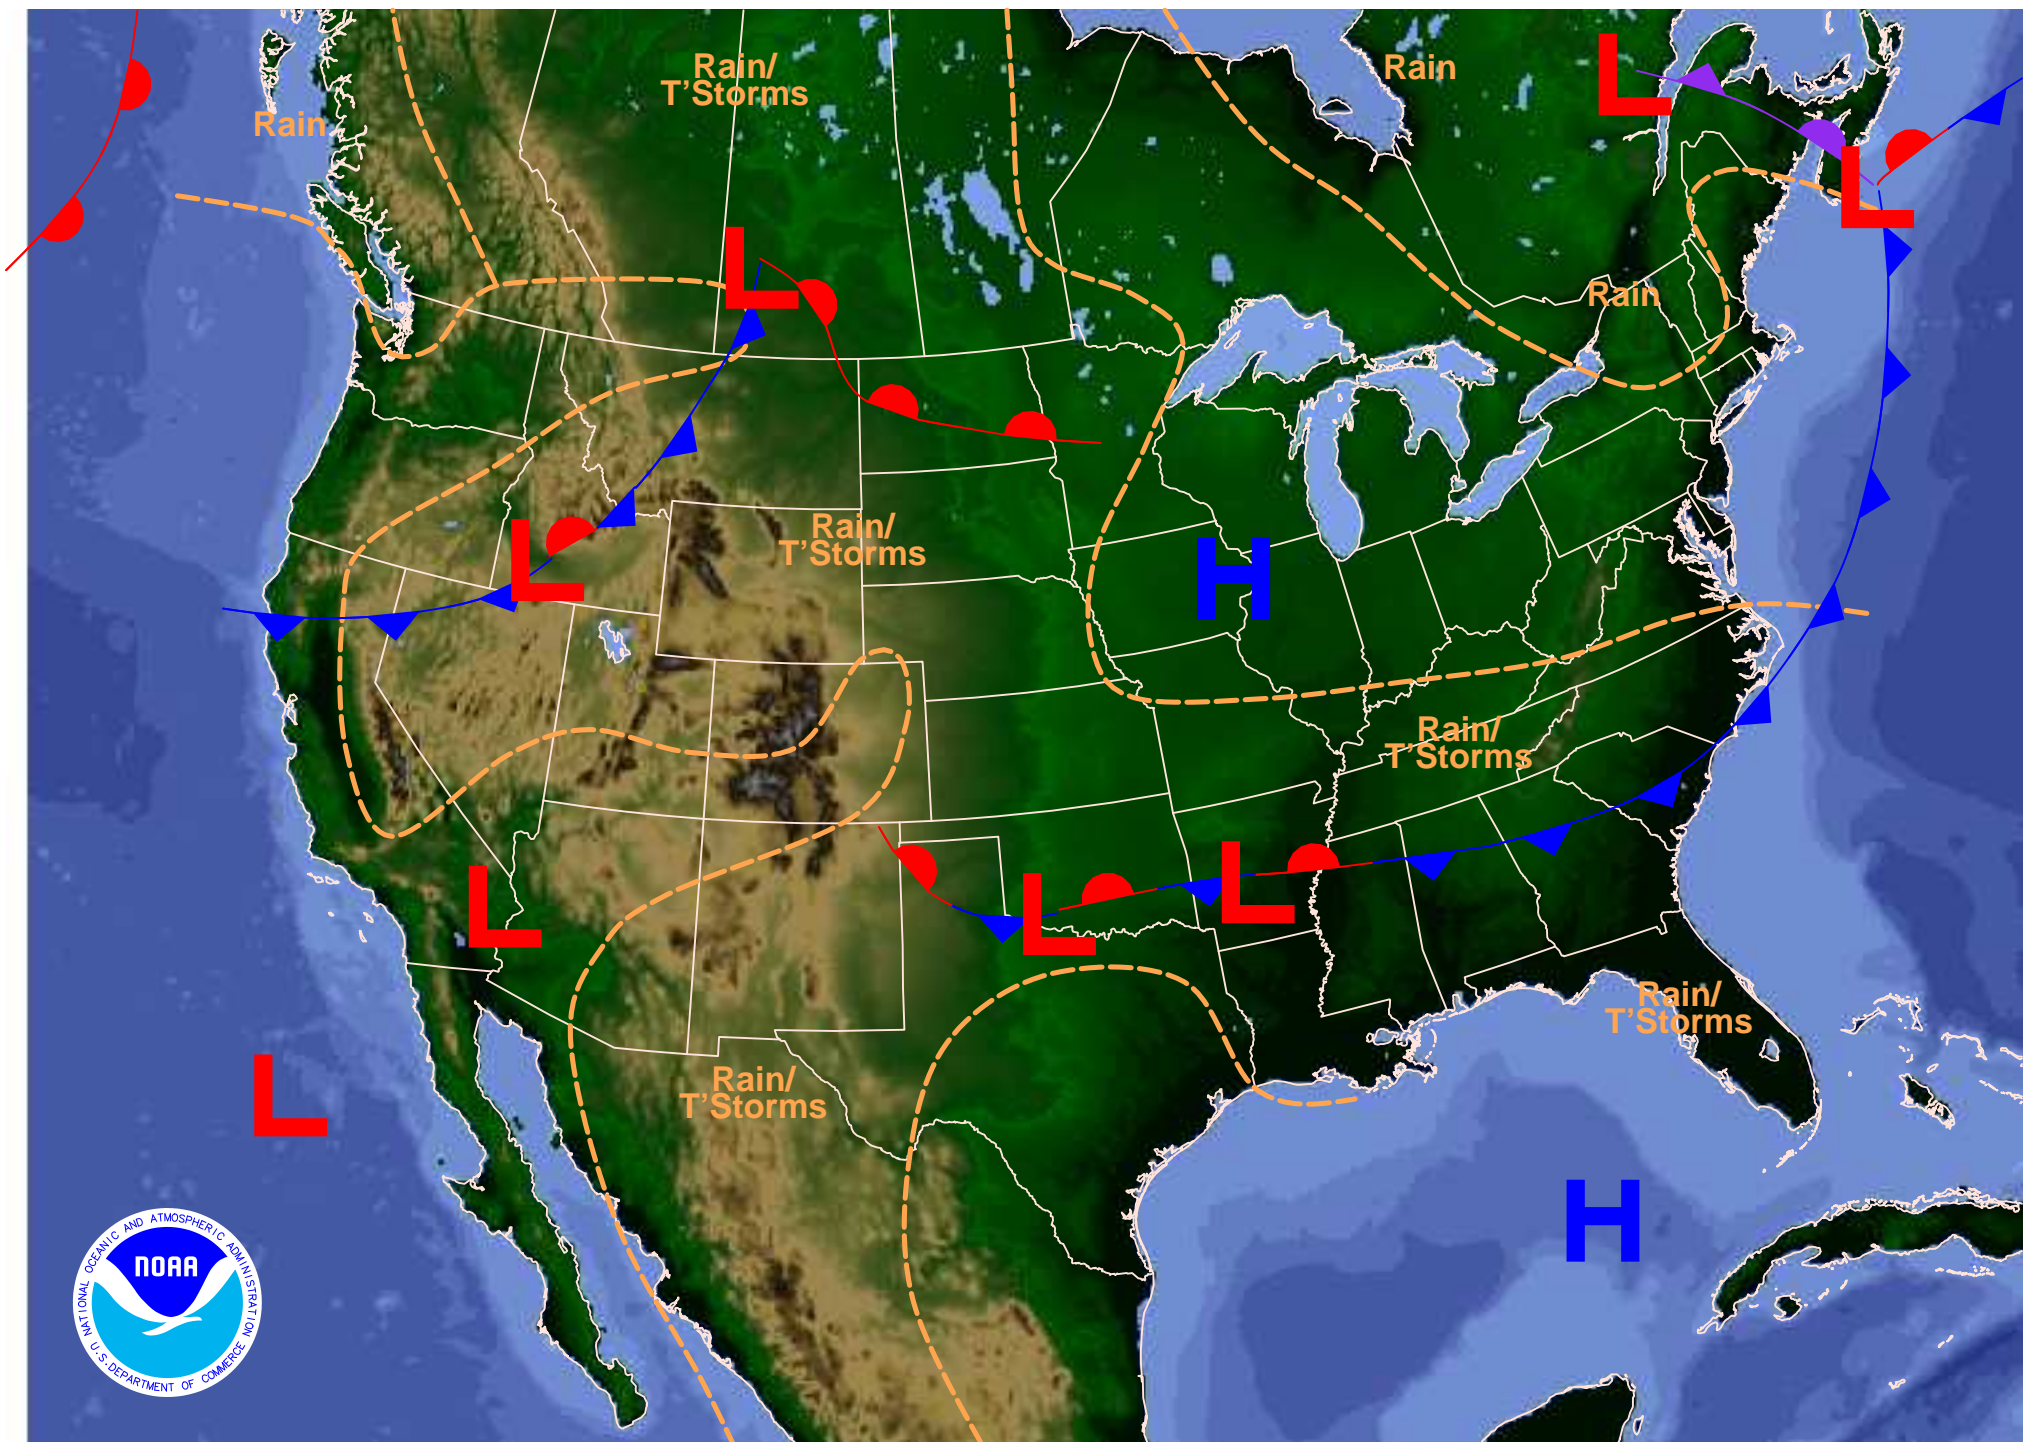 Rain/
T'Storms
Rain
L
Rain
L
L
Rain
L
Rain/
T'Storms
H
Rain/
T'Storms
L
L
L
Rain/
T'Storms
L
Rain/
T'Storms
H
NATIONAL OCEANIC AND ATMOSPHERIC ADMINISTRATION
NOAA
U.S. DEPARTMENT OF COMMERCE